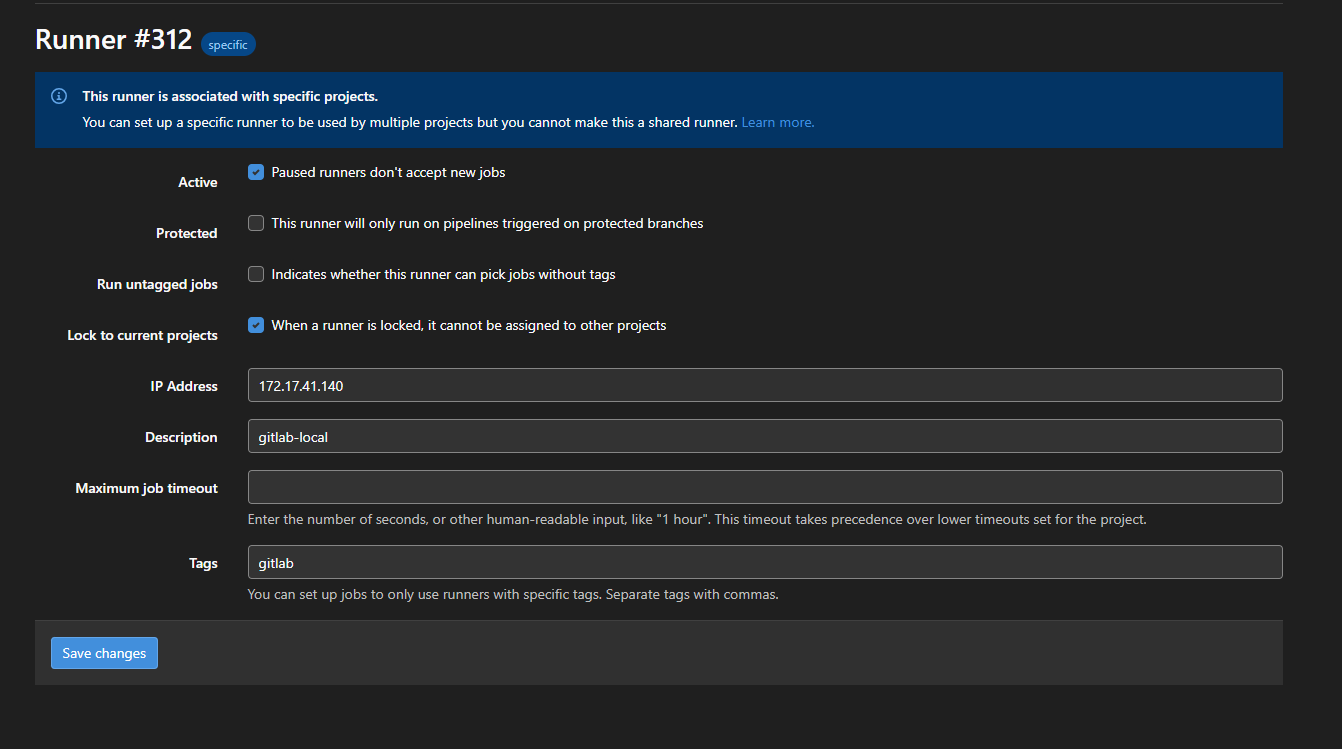 Runner #312 specific
This runner is associated with specific projects.
You can set up a specific runner to be used by multiple projects but you cannot make this a shared runner. Learn more.
Active
Paused runners don't accept new jobs
Protected
This runner will only run on pipelines triggered on protected branches
Run untagged jobs
Indicates whether this runner can pick jobs without tags
Lock to current projects
When a runner is locked, it cannot be assigned to other projects
IP Address
172.17.41.140
Description
gitlab-local
Maximum job timeout
Enter the number of seconds, or other human-readable input, like "1 hour". This timeout takes precedence over lower timeouts set for the project.
Tags
gitlab
You can set up jobs to only use runners with specific tags. Separate tags with commas.
Save changes